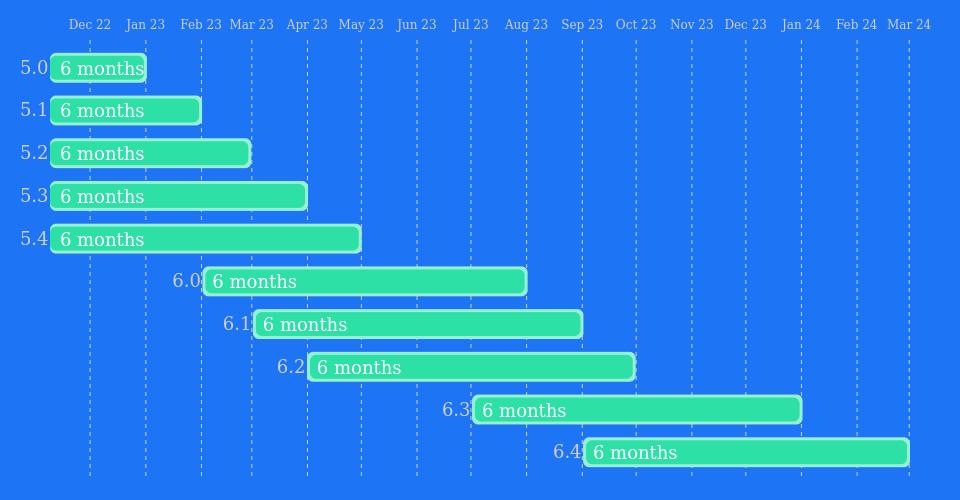 Dec 22 Jan 23 Feb 23 Mar 23 Apr 23 May 23 Jun 23 Jul 23 Aug 23 Sep 23 Oct 23 Nov 23 Dec 23 Jan 24 Feb 24 Mar 24
5.0 6 months
5.1 6 months
5.2 6 months
5.3 6 months
5.4 6 months
6.0 6 months
6.1 6 months
6.2 6 months
6.3 6 months
6.4 6 months